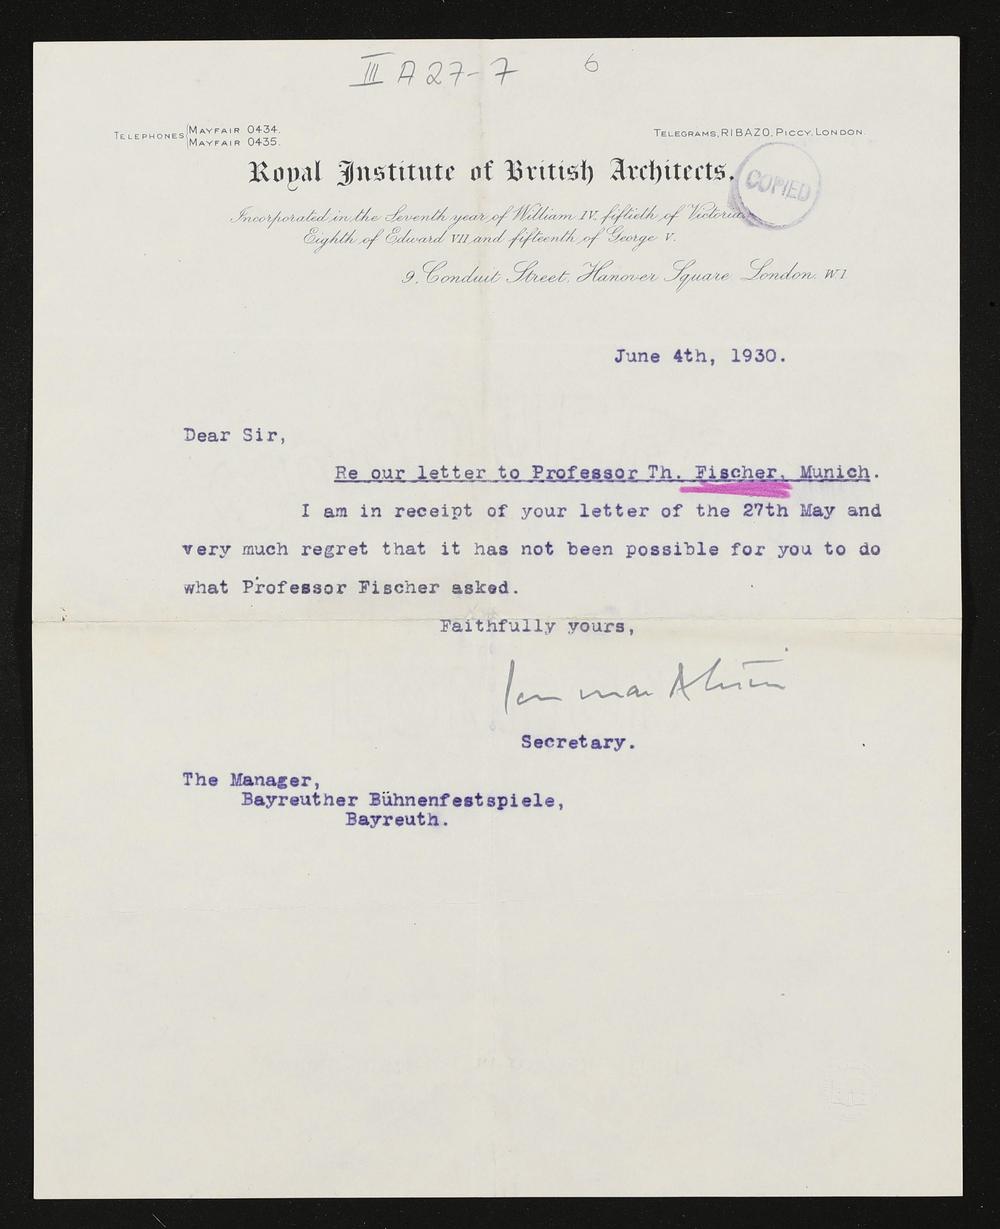 III A 27-7 6
TELEPHONES MAYFAIR 0434.
MAYFAIR 0435.
TELEGRAMS, RIBAZO, PICCY, LONDON.
Royal Institute of British Architects.
COPIED
Incorporated in the Seventh year of William IV. fiftieth of Victoria
Eighth of Edward VII and fifteenth of George V.
9, Conduit Street, Hanover Square London. W1
June 4th, 1930.
Dear Sir,
Re our letter to Professor Th. Fischer, Munich.
I am in receipt of your letter of the 27th May and
very much regret that it has not been possible for you to do
what Professor Fischer asked.
Faithfully yours,
Ian MacAlister
Secretary.
The Manager,
Bayreuther Bühnenfestspiele,
Bayreuth.